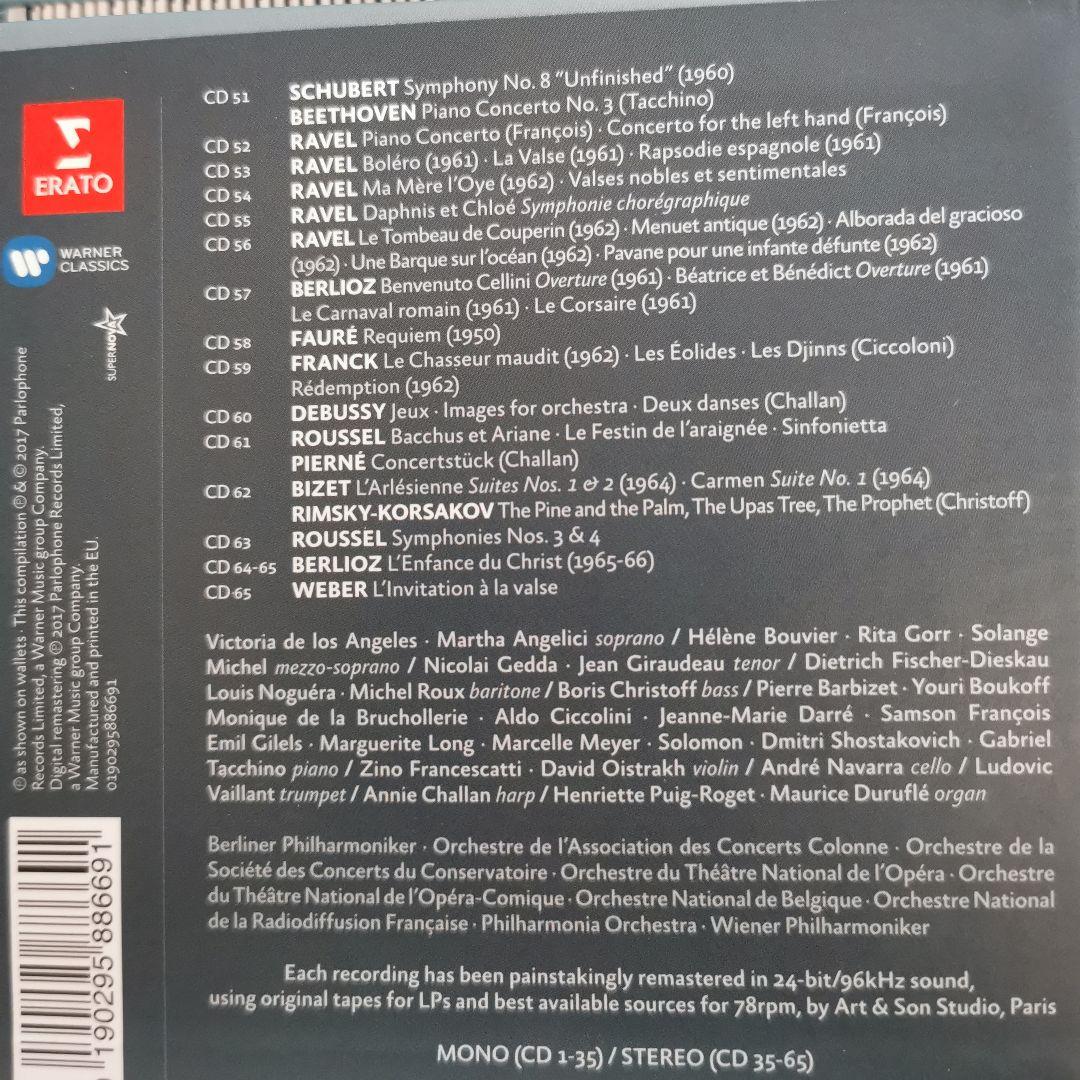 CD 51 SCHUBERT Symphony No. 8 "Unfinished" (1960)
BEETHOVEN Piano Concerto No. 3 (Tacchino)
CD 52 RAVEL Piano Concerto (François) · Concerto for the left hand (François)
CD 53 RAVEL Boléro (1961) · La Valse (1961) · Rapsodie espagnole (1961)
CD 54 RAVEL Ma Mère l'Oye (1962) · Valses nobles et sentimentales
CD 55 RAVEL Daphnis et Chloé Symphonie chorégraphique
CD 56 RAVEL Le Tombeau de Couperin (1962) · Menuet antique (1962) · Alborada del gracioso
(1962) · Une Barque sur l'océan (1962) · Pavane pour une infante défunte (1962)
CD 57 BERLIOZ Benvenuto Cellini Overture (1961) · Béatrice et Bénédict Overture (1961)
Le Carnaval romain (1961) · Le Corsaire (1961)
CD 58 FAURÉ Requiem (1950)
CD 59 FRANCK Le Chasseur maudit (1962) · Les Éolides · Les Djinns (Ciccoloni)
Rédemption (1962)
CD 60 DEBUSSY Jeux · Images for orchestra · Deux danses (Challan)
CD 61 ROUSSEL Bacchus et Ariane · Le Festin de l'araignée · Sinfonietta
PIERNÉ Concertstück (Challan)
CD 62 BIZET L'Arlésienne Suites Nos. 1 & 2 (1964) · Carmen Suite No. 1 (1964)
RIMSKY-KORSAKOV The Pine and the Palm, The Upas Tree, The Prophet (Christoff)
CD 63 ROUSSEL Symphonies Nos. 3 & 4
CD 64-65 BERLIOZ L'Enfance du Christ (1965-66)
CD 65 WEBER L'Invitation à la valse
Victoria de los Angeles · Martha Angelici soprano / Hélène Bouvier · Rita Gorr · Solange
Michel mezzo-soprano / Nicolai Gedda · Jean Giraudeau tenor / Dietrich Fischer-Dieskau
Louis Noguéra · Michel Roux baritone / Boris Christoff bass / Pierre Barbizet · Youri Boukoff
Monique de la Bruchollerie · Aldo Ciccolini · Jeanne-Marie Darré · Samson François
Emil Gilels · Marguerite Long · Marcelle Meyer · Solomon · Dmitri Shostakovich · Gabriel
Tacchino piano / Zino Francescatti · David Oistrakh violin / André Navarra cello / Ludovic
Vaillant trumpet / Annie Challan harp / Henriette Puig-Roget · Maurice Duruflé organ
Berliner Philharmoniker · Orchestre de l'Association des Concerts Colonne · Orchestre de la
Société des Concerts du Conservatoire · Orchestre du Théâtre National de l'Opéra · Orchestre
du Théâtre National de l'Opéra-Comique · Orchestre National de Belgique · Orchestre National
de la Radiodiffusion Française · Philharmonia Orchestra · Wiener Philharmoniker
Each recording has been painstakingly remastered in 24-bit/96kHz sound,
using original tapes for LPs and best available sources for 78rpm, by Art & Son Studio, Paris
MONO (CD 1-35) / STEREO (CD 35-65)
ERATO
WARNER
CLASSICS
SUPERNOVA
℗ as shown on wallets · This compilation ℗ & © 2017 Parlophone
Records Limited, a Warner Music group Company.
Digital remastering ℗ 2017 Parlophone Records Limited,
a Warner Music group Company.
Manufactured and printed in the EU.
0190295886691
190295 886691